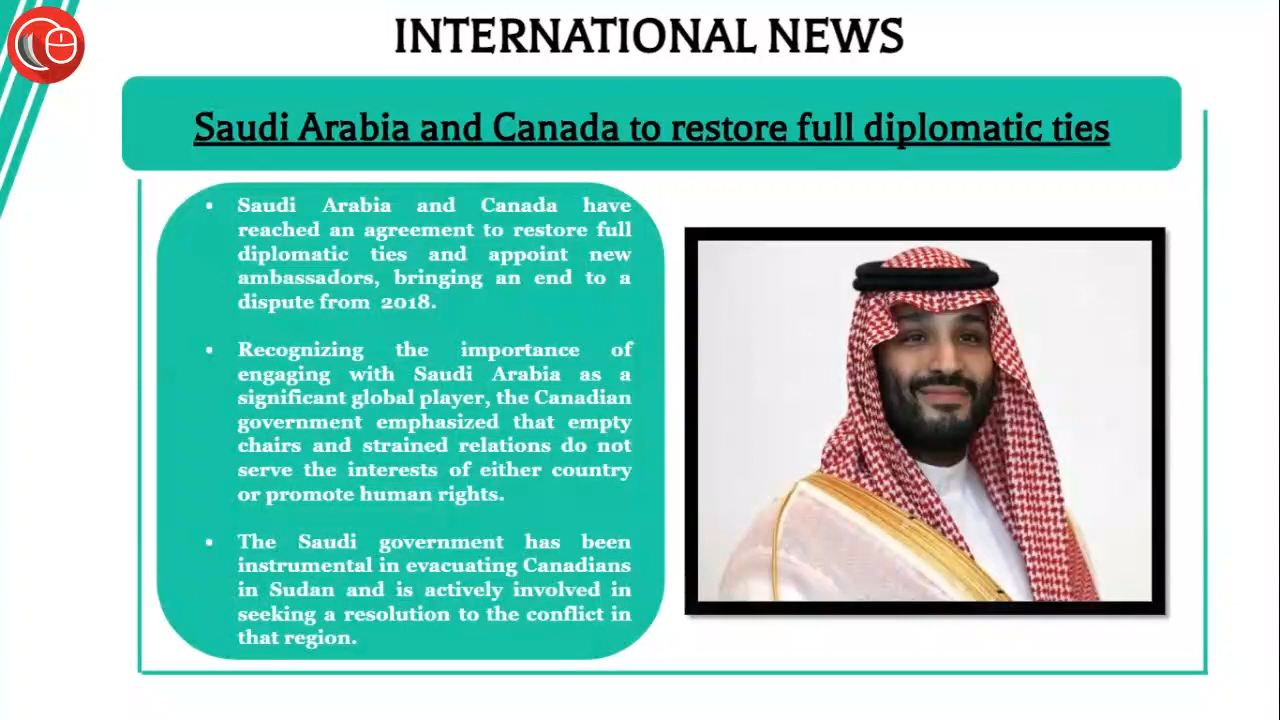 INTERNATIONAL NEWS
Saudi Arabia and Canada to restore full diplomatic ties
• Saudi Arabia and Canada have
reached an agreement to restore full
diplomatic ties and appoint new
ambassadors, bringing an end to a
dispute from 2018.
• Recognizing the importance of
engaging with Saudi Arabia as a
significant global player, the Canadian
government emphasized that empty
chairs and strained relations do not
serve the interests of either country
or promote human rights.
• The Saudi government has been
instrumental in evacuating Canadians
in Sudan and is actively involved in
seeking a resolution to the conflict in
that region.